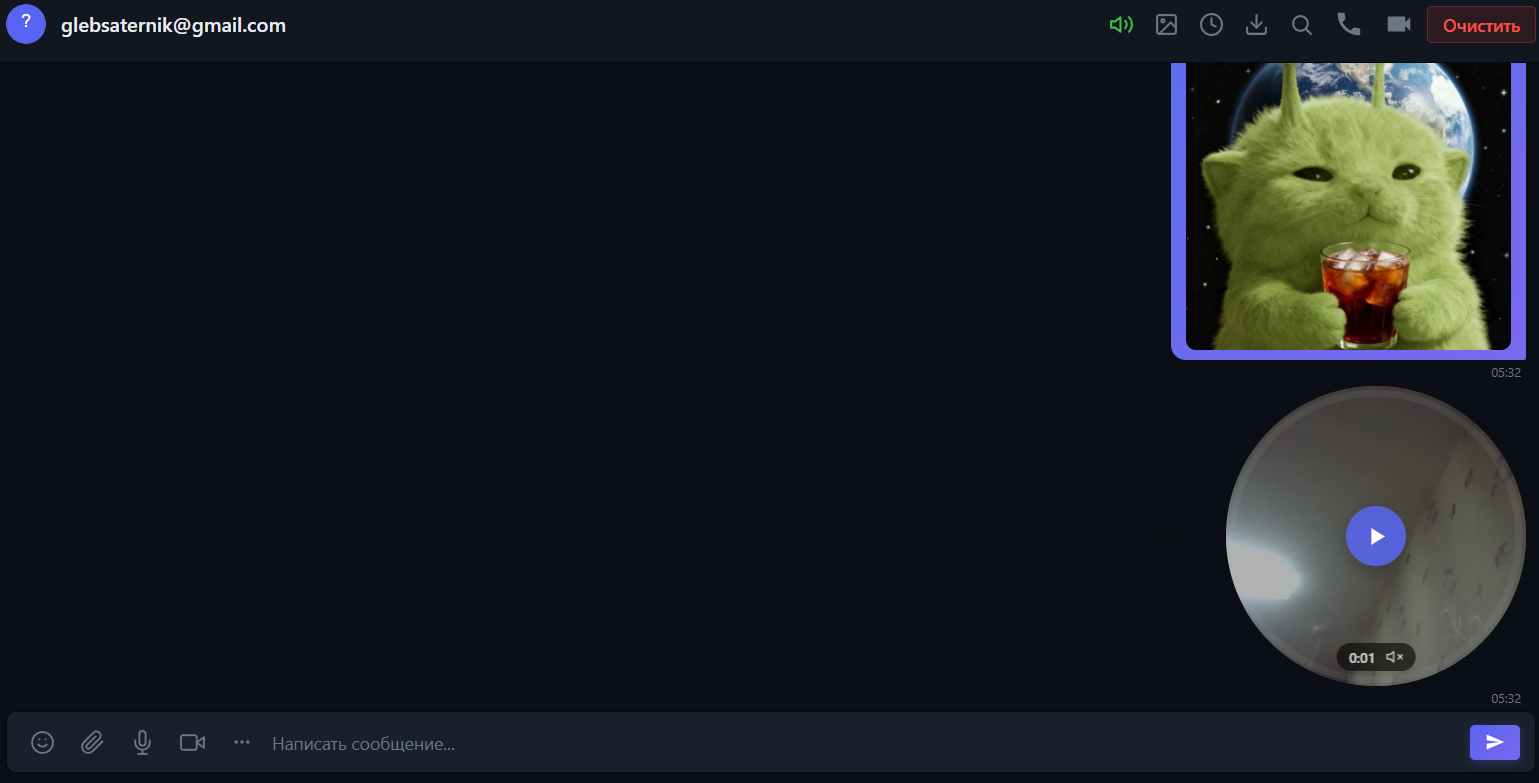 ?
glebsaternik@gmail.com
Очистить
05:32
0:01
05:32
Написать сообщение...